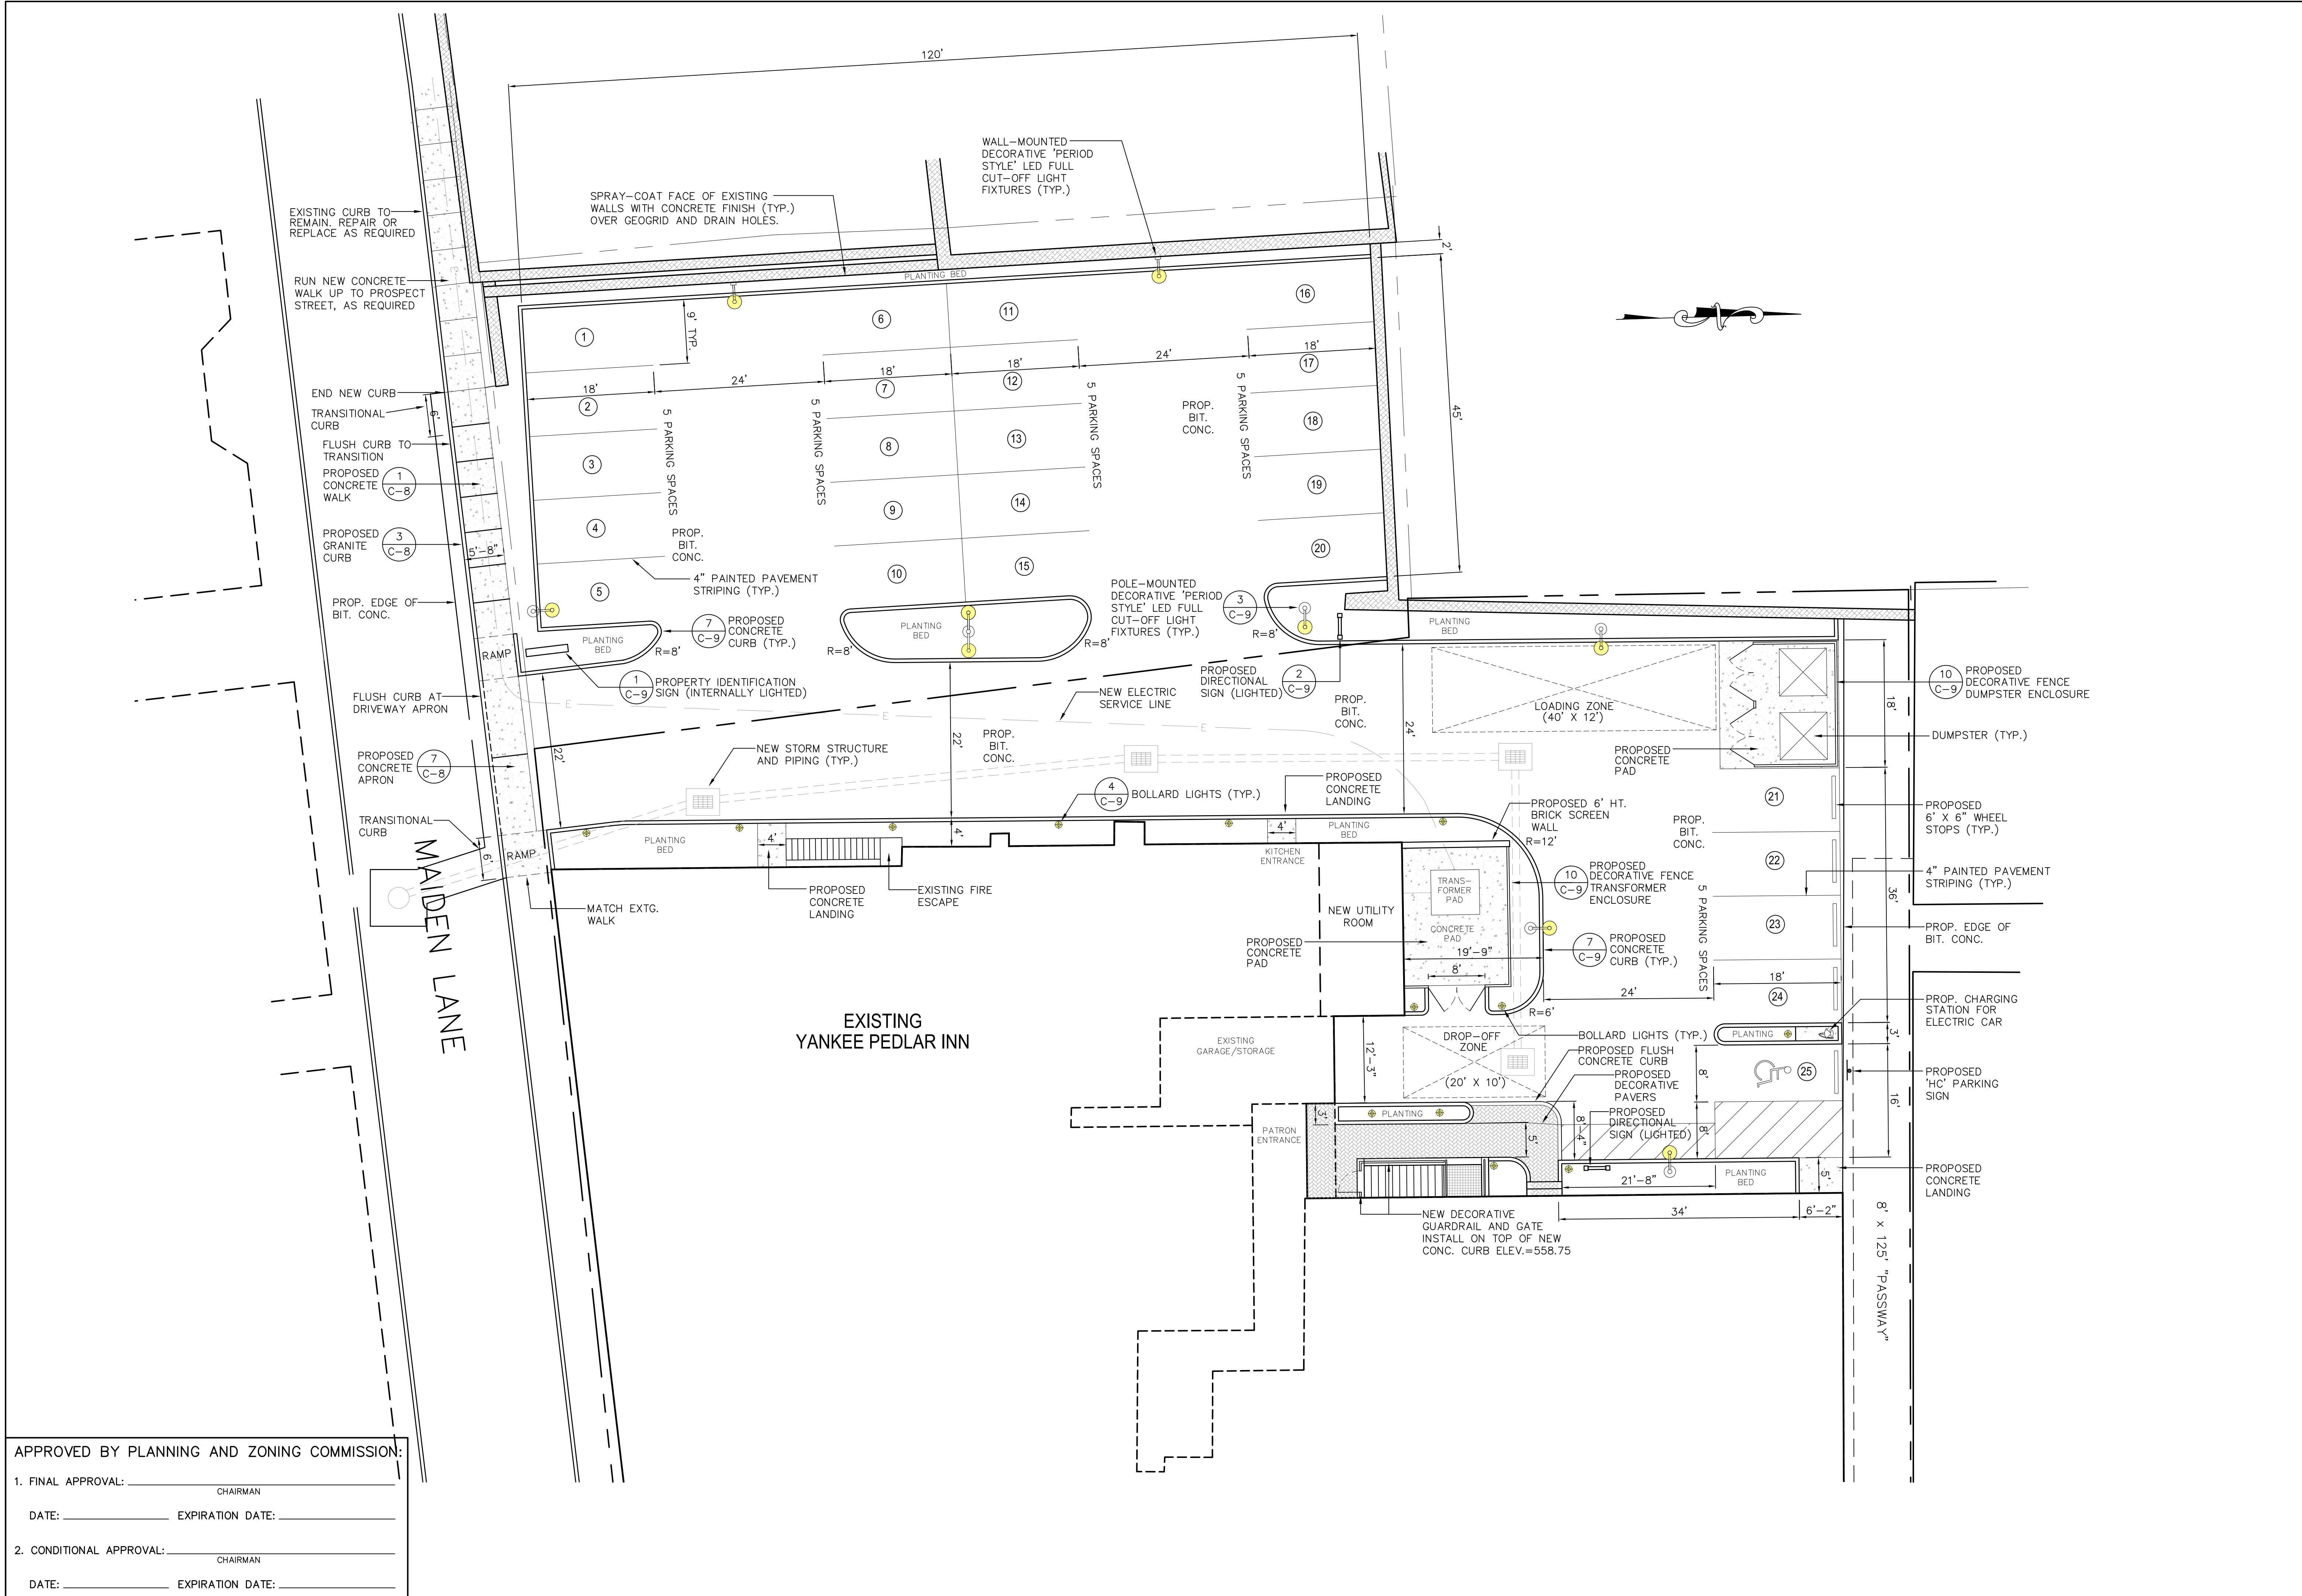 120'
WALL-MOUNTED
DECORATIVE 'PERIOD
STYLE' LED FULL
CUT-OFF LIGHT
FIXTURES (TYP.)
SPRAY-COAT FACE OF EXISTING
WALLS WITH CONCRETE FINISH (TYP.)
OVER GEOGRID AND DRAIN HOLES.
EXISTING CURB TO
REMAIN. REPAIR OR
REPLACE AS REQUIRED
RUN NEW CONCRETE
WALK UP TO PROSPECT
STREET, AS REQUIRED
END NEW CURB
TRANSITIONAL
CURB
6'
FLUSH CURB TO
TRANSITION
PROPOSED
CONCRETE
WALK
1
C-8
PROPOSED
GRANITE
CURB
3
C-8
5'-8"
PROP. EDGE OF
BIT. CONC.
RAMP
FLUSH CURB AT
DRIVEWAY APRON
PROPOSED
CONCRETE
APRON
7
C-8
TRANSITIONAL
CURB
6'
RAMP
MAIDEN LANE
MATCH EXTG.
WALK
PLANTING BED
2'
45'
1
9' TYP.
18'
2
3
4
5
24'
5 PARKING SPACES
PROP.
BIT.
CONC.
4" PAINTED PAVEMENT
STRIPING (TYP.)
5 PARKING SPACES
6
18'
7
8
9
10
11
18'
12
13
14
15
5 PARKING SPACES
24'
PROP.
BIT.
CONC.
5 PARKING SPACES
16
18'
17
18
19
20
PLANTING
BED
R=8'
7
C-9
PROPOSED
CONCRETE
CURB (TYP.)
1
C-9
PROPERTY IDENTIFICATION
SIGN (INTERNALLY LIGHTED)
PLANTING
BED
R=8'
R=8'
POLE-MOUNTED
DECORATIVE 'PERIOD
STYLE' LED FULL
CUT-OFF LIGHT
FIXTURES (TYP.)
3
C-9
R=8'
PLANTING
BED
PROPOSED
DIRECTIONAL
SIGN (LIGHTED)
2
C-9
NEW ELECTRIC
SERVICE LINE
E
E
E
22'
22'
24'
PROP.
BIT.
CONC.
PROP.
BIT.
CONC.
NEW STORM STRUCTURE
AND PIPING (TYP.)
4
C-9
BOLLARD LIGHTS (TYP.)
PROPOSED
CONCRETE
LANDING
LOADING ZONE
(40' X 12')
PROPOSED
CONCRETE
PAD
10
C-9
PROPOSED
DECORATIVE FENCE
DUMPSTER ENCLOSURE
18'
DUMPSTER (TYP.)
PROPOSED
6' X 6" WHEEL
STOPS (TYP.)
4" PAINTED PAVEMENT
STRIPING (TYP.)
36'
PROP. EDGE OF
BIT. CONC.
PROP. CHARGING
STATION FOR
ELECTRIC CAR
3'
PROPOSED
'HC' PARKING
SIGN
16'
PROPOSED
CONCRETE
LANDING
8' x 125' "PASSWAY"
PLANTING
BED
4'
4'
4'
PROPOSED
CONCRETE
LANDING
EXISTING FIRE
ESCAPE
KITCHEN
ENTRANCE
PLANTING
BED
PROPOSED 6' HT.
BRICK SCREEN
WALL
R=12'
10
C-9
PROPOSED
DECORATIVE FENCE
TRANSFORMER
ENCLOSURE
TRANS-
FORMER
PAD
CONCRETE
PAD
19'-9"
8'
NEW UTILITY
ROOM
PROPOSED
CONCRETE
PAD
7
C-9
PROPOSED
CONCRETE
CURB (TYP.)
24'
R=6'
PROP.
BIT.
CONC.
5 PARKING SPACES
21
22
23
18'
24
PLANTING
25
8'
8'
EXISTING
YANKEE PEDLAR INN
EXISTING
GARAGE/STORAGE
12'-3"
DROP-OFF
ZONE
(20' X 10')
BOLLARD LIGHTS (TYP.)
PROPOSED FLUSH
CONCRETE CURB
PROPOSED
DECORATIVE
PAVERS
PROPOSED
DIRECTIONAL
SIGN (LIGHTED)
8'-4"
PATRON
ENTRANCE
3'
PLANTING
5'
21'-8"
PLANTING
BED
5'
34'
6'-2"
NEW DECORATIVE
GUARDRAIL AND GATE
INSTALL ON TOP OF NEW
CONC. CURB ELEV.=558.75
APPROVED BY PLANNING AND ZONING COMMISSION:
1. FINAL APPROVAL:
CHAIRMAN
DATE: EXPIRATION DATE:
2. CONDITIONAL APPROVAL:
CHAIRMAN
DATE: EXPIRATION DATE: